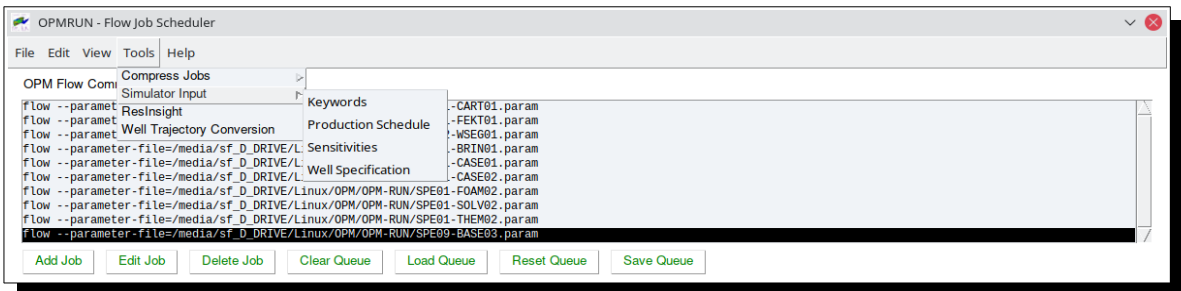 OPMRUN - Flow Job Scheduler
File Edit View Tools Help
OPM Flow Com
Compress Jobs
Simulator Input
ResInsight
Well Trajectory Conversion
Keywords
Production Schedule
Sensitivities
Well Specification
flow --paramet -CART01.param
flow --paramet -FEKT01.param
flow --paramet -WSEG01.param
flow --parameter-file=/media/sf_D_DRIVE/L -BRIN01.param
flow --parameter-file=/media/sf_D_DRIVE/Li -CASE01.param
flow --parameter-file=/media/sf_D_DRIVE/Li -CASE02.param
flow --parameter-file=/media/sf_D_DRIVE/Linux/OPM/OPM-RUN/SPE01-FOAM02.param
flow --parameter-file=/media/sf_D_DRIVE/Linux/OPM/OPM-RUN/SPE01-SOLV02.param
flow --parameter-file=/media/sf_D_DRIVE/Linux/OPM/OPM-RUN/SPE01-THEM02.param
flow --parameter-file=/media/sf_D_DRIVE/Linux/OPM/OPM-RUN/SPE09-BASE03.param
Add Job Edit Job Delete Job Clear Queue Load Queue Reset Queue Save Queue